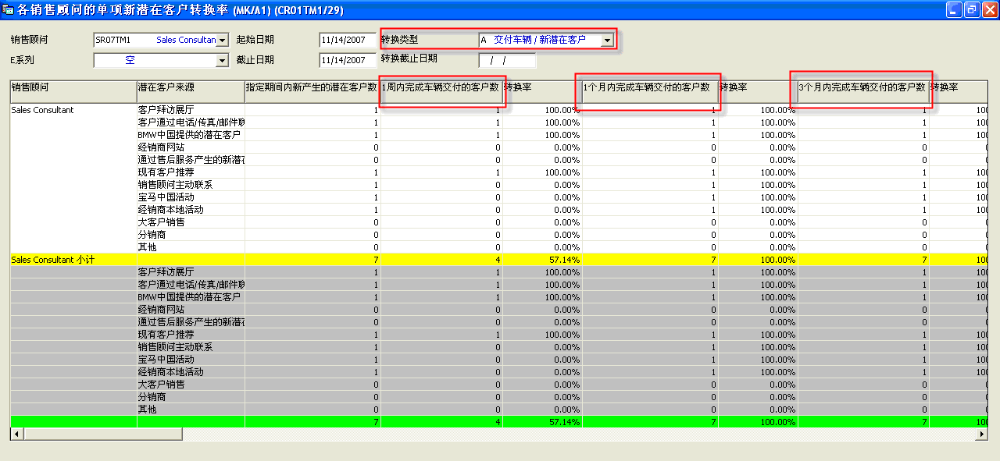 各销售顾问的单项新潜在客户转换率 (MK/A1) (CR01TM1/29)
销售顾问 SR07TM1 Sales Consultan 起始日期 11/14/2007 转换类型 A 交付车辆 / 新潜在客户
E系列 空 截止日期 11/14/2007 转换截止日期 / /
销售顾问 潜在客户来源 指定期间内新产生的潜在客户数 1周内完成车辆交付的客户数 转换率 1个月内完成车辆交付的客户数 转换率 3个月内完成车辆交付的客户数 转换率
Sales Consultant 客户拜访展厅 1 1 100.00% 1 100.00% 1 100
客户通过电话/传真/邮件联 1 1 100.00% 1 100.00% 1 100
BMW中国提供的潜在客户 1 1 100.00% 1 100.00% 1 100
经销商网站 0 0 0.00% 0 0.00% 0 0
通过售后服务产生的新潜在 0 0 0.00% 0 0.00% 0 0
现有客户推荐 1 1 100.00% 1 100.00% 1 100
销售顾问主动联系 1 0 0.00% 1 100.00% 1 100
宝马中国活动 1 0 0.00% 1 100.00% 1 100
经销商本地活动 1 0 0.00% 1 100.00% 1 100
大客户销售 0 0 0.00% 0 0.00% 0 0
分销商 0 0 0.00% 0 0.00% 0 0
其他 0 0 0.00% 0 0.00% 0 0
Sales Consultant 小计 7 4 57.14% 7 100.00% 7 100
客户拜访展厅 1 1 100.00% 1 100.00% 1 100
客户通过电话/传真/邮件联 1 1 100.00% 1 100.00% 1 100
BMW中国提供的潜在客户 1 1 100.00% 1 100.00% 1 100
经销商网站 0 0 0.00% 0 0.00% 0 0
通过售后服务产生的新潜在 0 0 0.00% 0 0.00% 0 0
现有客户推荐 1 1 100.00% 1 100.00% 1 100
销售顾问主动联系 1 0 0.00% 1 100.00% 1 100
宝马中国活动 1 0 0.00% 1 100.00% 1 100
经销商本地活动 1 0 0.00% 1 100.00% 1 100
大客户销售 0 0 0.00% 0 0.00% 0 0
分销商 0 0 0.00% 0 0.00% 0 0
其他 0 0 0.00% 0 0.00% 0 0
7 4 57.14% 7 100.00% 7 100